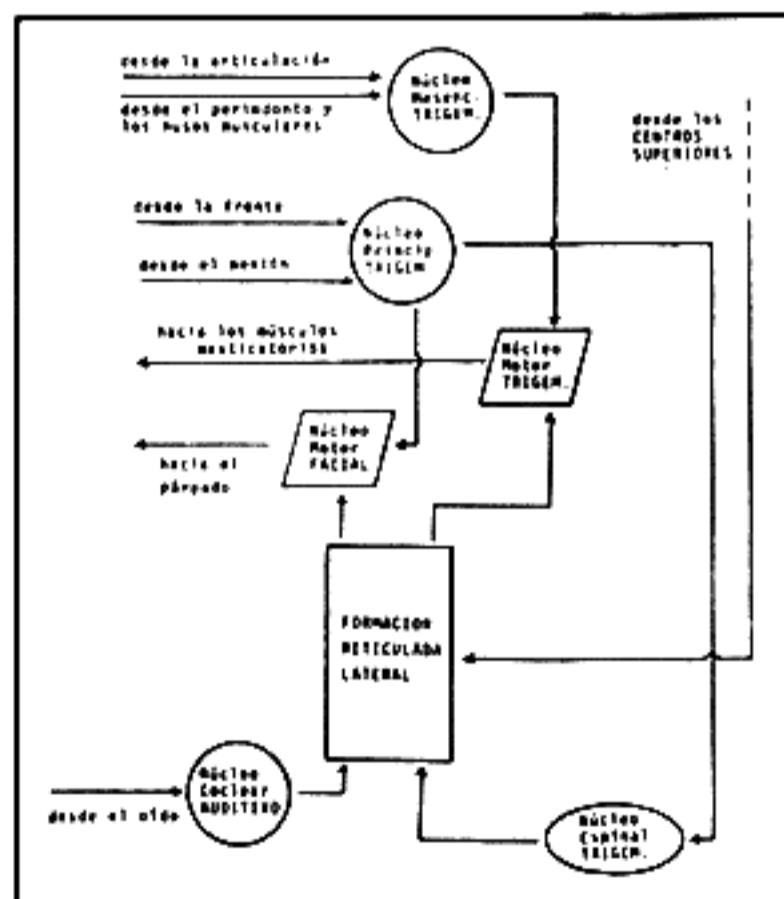 desde la articulación
desde el periodonto y
los husos musculares
Núcleo
Mesenc.
TRIGEM.
desde los
CENTROS
SUPERIORES
desde la frente
desde el mentón
Núcleo
Princip
TRIGEM
hacia los músculos
masticatorios
Núcleo
Motor
TRIGEM.
Núcleo
Motor
FACIAL
hacia el
párpado
FORMACION
RETICULADA
LATERAL
Núcleo
Coclear
AUDITIVO
desde el oído
Núcleo
Espinal
TRIGEM.